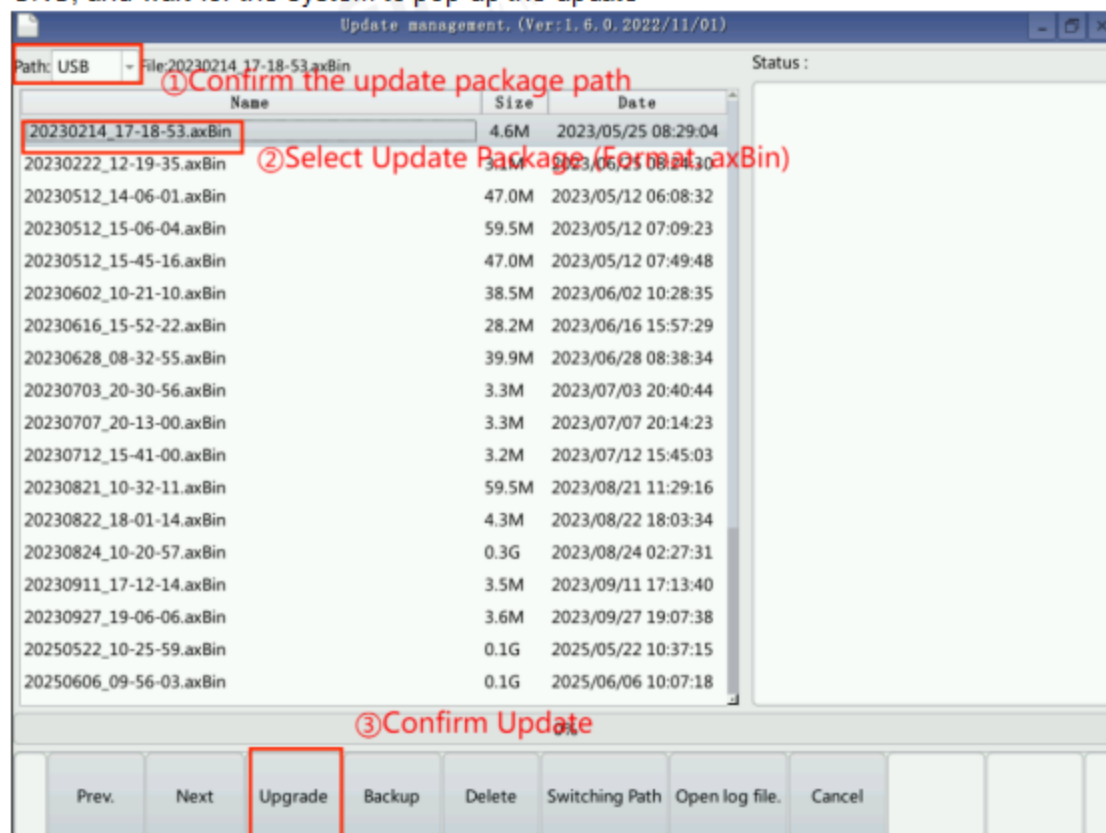 Update management, (Ver:1.6.0.2022/11/01)
Path: USB File:20230214_17-18-53.axBin Status :
①Confirm the update package path
Name Size Date
20230214_17-18-53.axBin 4.6M 2023/05/25 08:29:04
②Select Update Package (Format .axBin)
20230222_12-19-35.axBin 3.1M
20230512_14-06-01.axBin 47.0M 2023/05/12 06:08:32
20230512_15-06-04.axBin 59.5M 2023/05/12 07:09:23
20230512_15-45-16.axBin 47.0M 2023/05/12 07:49:48
20230602_10-21-10.axBin 38.5M 2023/06/02 10:28:35
20230616_15-52-22.axBin 28.2M 2023/06/16 15:57:29
20230628_08-32-55.axBin 39.9M 2023/06/28 08:38:34
20230703_20-30-56.axBin 3.3M 2023/07/03 20:40:44
20230707_20-13-00.axBin 3.3M 2023/07/07 20:14:23
20230712_15-41-00.axBin 3.2M 2023/07/12 15:45:03
20230821_10-32-11.axBin 59.5M 2023/08/21 11:29:16
20230822_18-01-14.axBin 4.3M 2023/08/22 18:03:34
20230824_10-20-57.axBin 0.3G 2023/08/24 02:27:31
20230911_17-12-14.axBin 3.5M 2023/09/11 17:13:40
20230927_19-06-06.axBin 3.6M 2023/09/27 19:07:38
20250522_10-25-59.axBin 0.1G 2025/05/22 10:37:15
20250606_09-56-03.axBin 0.1G 2025/06/06 10:07:18
③Confirm Update
0%
Prev. Next Upgrade Backup Delete Switching Path Open log file. Cancel